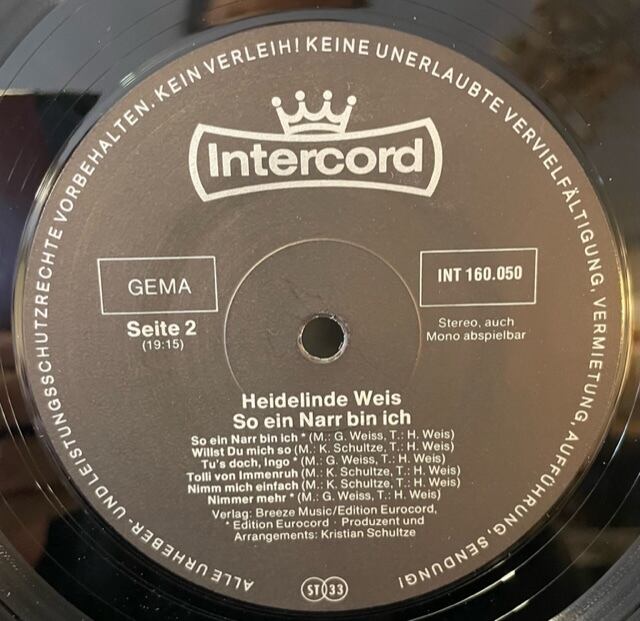 ALLE URHEBER- UND LEISTUNGSSCHUTZRECHTE VORBEHALTEN. KEIN VERLEIH! KEINE UNERLAUBTE VERVIELFÄLTIGUNG, VERMIETUNG, AUFFÜHRUNG, SENDUNG!
Intercord
GEMA
INT 160.050
Seite 2
(19:15)
Stereo, auch
Mono abspielbar
Heidelinde Weis
So ein Narr bin ich
So ein Narr bin ich * (M.: G. Weiss, T.: H. Weis)
Willst Du mich so (M.: K. Schultze, T.: H. Weis)
Tu's doch, Ingo * (M.: G. Weiss, T.: H. Weis)
Tolli von Immenruh (M.: K. Schultze, T.: H. Weis)
Nimm mich einfach (M.: K. Schultze, T.: H. Weis)
Nimmer mehr * (M.: G. Weiss, T.: H. Weis)
Verlag: Breeze Music/Edition Eurocord,
* Edition Eurocord · Produzent und
Arrangements: Kristian Schultze
ST 33